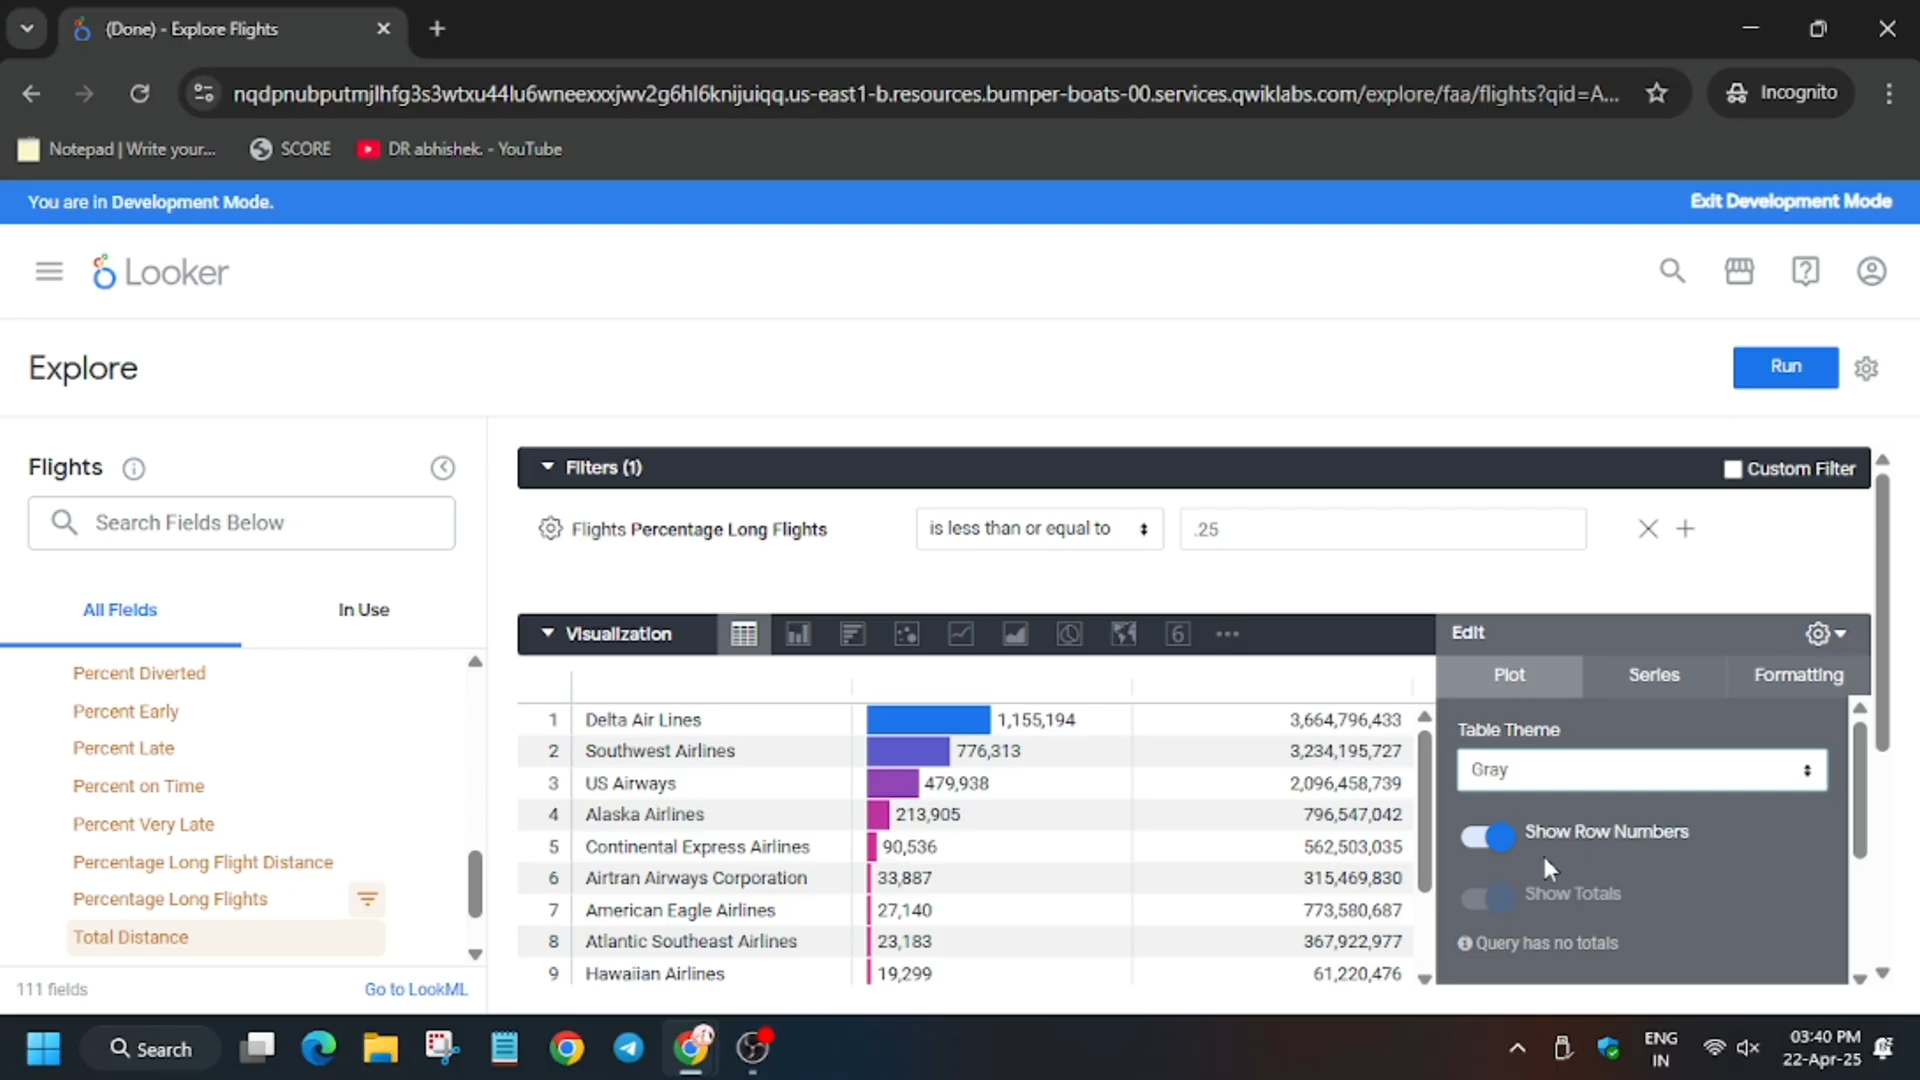 (Done) - Explore Flights
nqdpnubputmjlhfg3s3wtxu44lu6wneexxxjwv2g6hl6knijuiqq.us-east1-b.resources.bumper-boats-00.services.qwiklabs.com/explore/faa/flights?qid=A...
Incognito
Notepad | Write your...
SCORE
DR abhishek. - YouTube
You are in Development Mode.
Exit Development Mode
Looker
Explore
Run
Flights
Search Fields Below
All Fields
In Use
Percent Diverted
Percent Early
Percent Late
Percent on Time
Percent Very Late
Percentage Long Flight Distance
Percentage Long Flights
Total Distance
111 fields
Go to LookML
Filters (1)
Custom Filter
Flights Percentage Long Flights
is less than or equal to
.25
Visualization
6
Edit
Plot
Series
Formatting
1 Delta Air Lines 1,155,194 3,664,796,433
2 Southwest Airlines 776,313 3,234,195,727
3 US Airways 479,938 2,096,458,739
4 Alaska Airlines 213,905 796,547,042
5 Continental Express Airlines 90,536 562,503,035
6 Airtran Airways Corporation 33,887 315,469,830
7 American Eagle Airlines 27,140 773,580,687
8 Atlantic Southeast Airlines 23,183 367,922,977
9 Hawaiian Airlines 19,299 61,220,476
Table Theme
Gray
Show Row Numbers
Show Totals
Query has no totals
Search
ENG
IN
03:40 PM
22-Apr-25